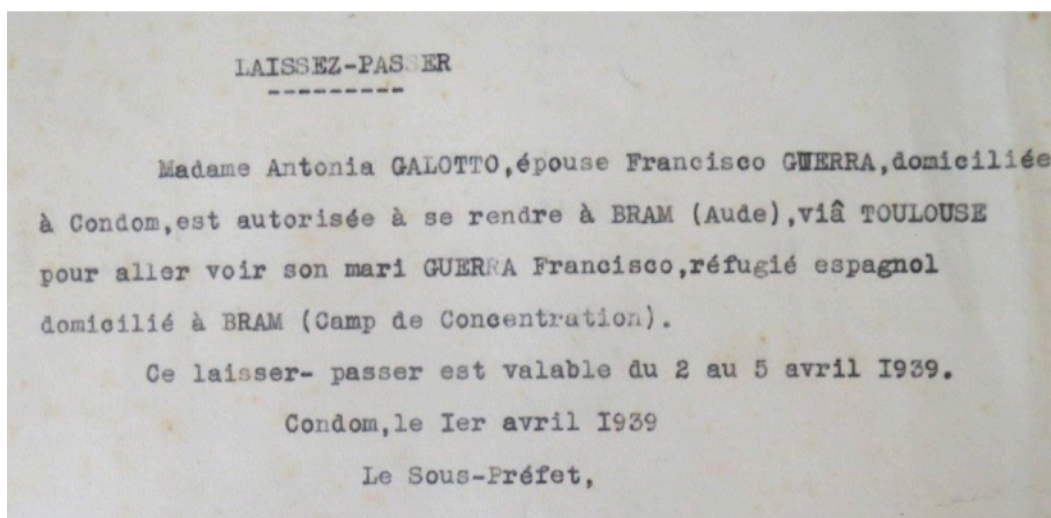 LAISSEZ-PASSER
---------
Madame Antonia GALOTTO,épouse Francisco GUERRA,domiciliée
à Condom,est autorisée à se rendre à BRAM (Aude),viâ TOULOUSE
pour aller voir son mari GUERRA Francisco,réfugié espagnol
domicilié à BRAM (Camp de Concentration).
Ce laisser- passer est valable du 2 au 5 avril I939.
Condom,le Ier avril I939
Le Sous-Préfet,